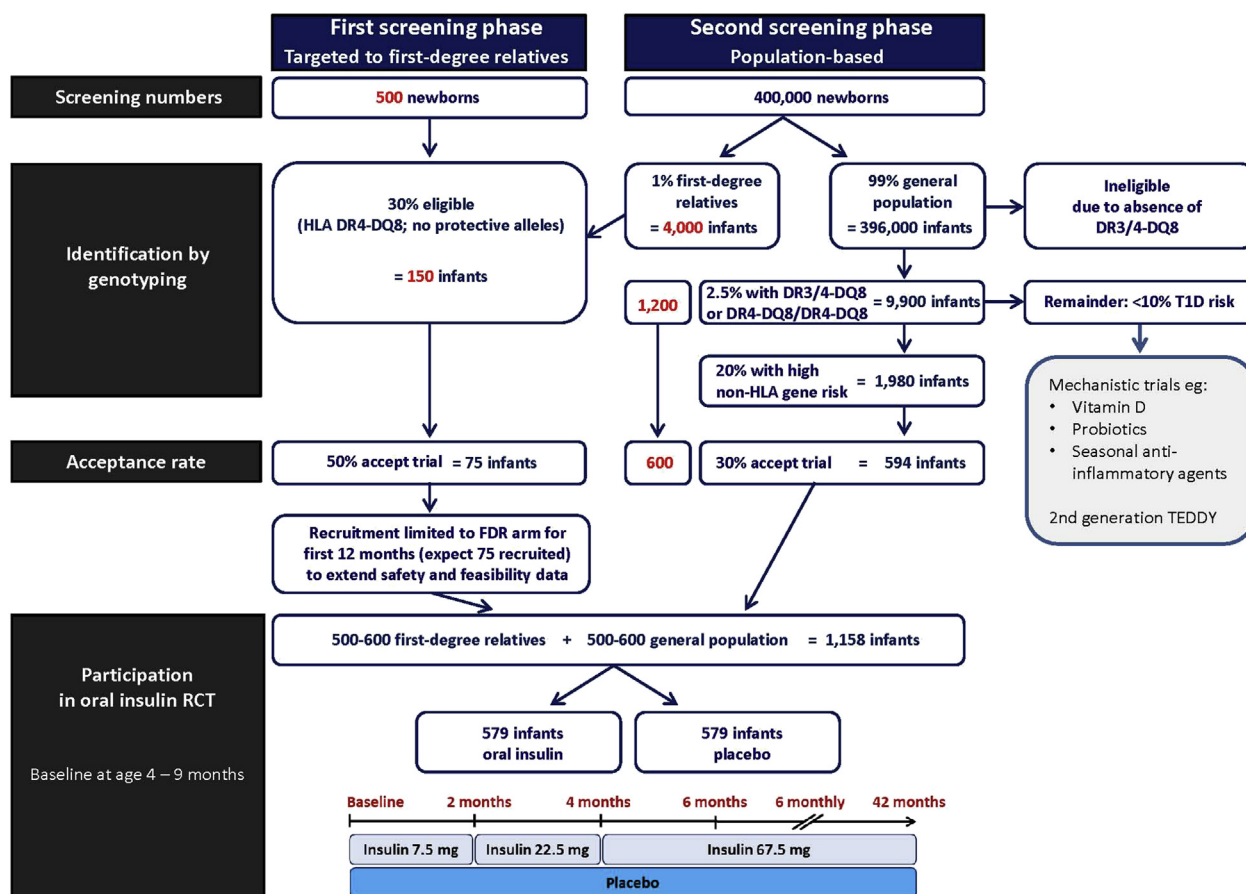 First screening phase
Targeted to first-degree relatives
Second screening phase
Population-based
Screening numbers
500 newborns
400,000 newborns
Identification by
genotyping
30% eligible
(HLA DR4-DQ8; no protective alleles)
= 150 infants
1% first-degree
relatives
= 4,000 infants
99% general
population
= 396,000 infants
Ineligible
due to absence of
DR3/4-DQ8
1,200
2.5% with DR3/4-DQ8
or DR4-DQ8/DR4-DQ8
= 9,900 infants
Remainder: <10% T1D risk
20% with high
non-HLA gene risk
= 1,980 infants
Mechanistic trials eg:
• Vitamin D
• Probiotics
• Seasonal anti-
inflammatory agents
2nd generation TEDDY
Acceptance rate
50% accept trial = 75 infants
600
30% accept trial = 594 infants
Recruitment limited to FDR arm for
first 12 months (expect 75 recruited)
to extend safety and feasibility data
Participation
in oral insulin RCT
Baseline at age 4 – 9 months
500-600 first-degree relatives + 500-600 general population = 1,158 infants
579 infants
oral insulin
579 infants
placebo
Baseline 2 months 4 months 6 months 6 monthly 42 months
Insulin 7.5 mg Insulin 22.5 mg Insulin 67.5 mg
Placebo